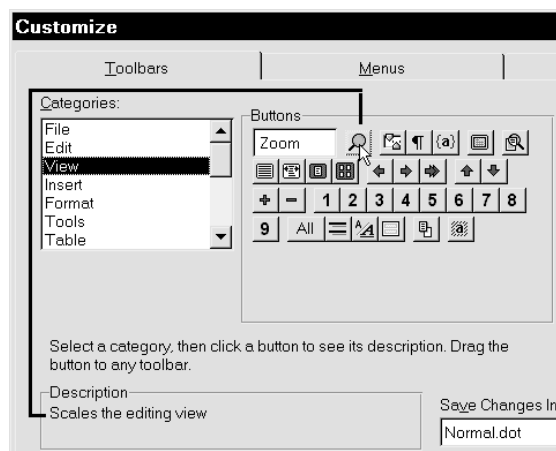 Customize
Toolbars Menus
Categories:
Buttons
File
Edit
View
Insert
Format
Tools
Table
Zoom ¶ {a}
+ − 1 2 3 4 5 6 7 8
9 All A A a
Select a category, then click a button to see its description. Drag the
button to any toolbar.
Description
Scales the editing view
Save Changes In
Normal.dot